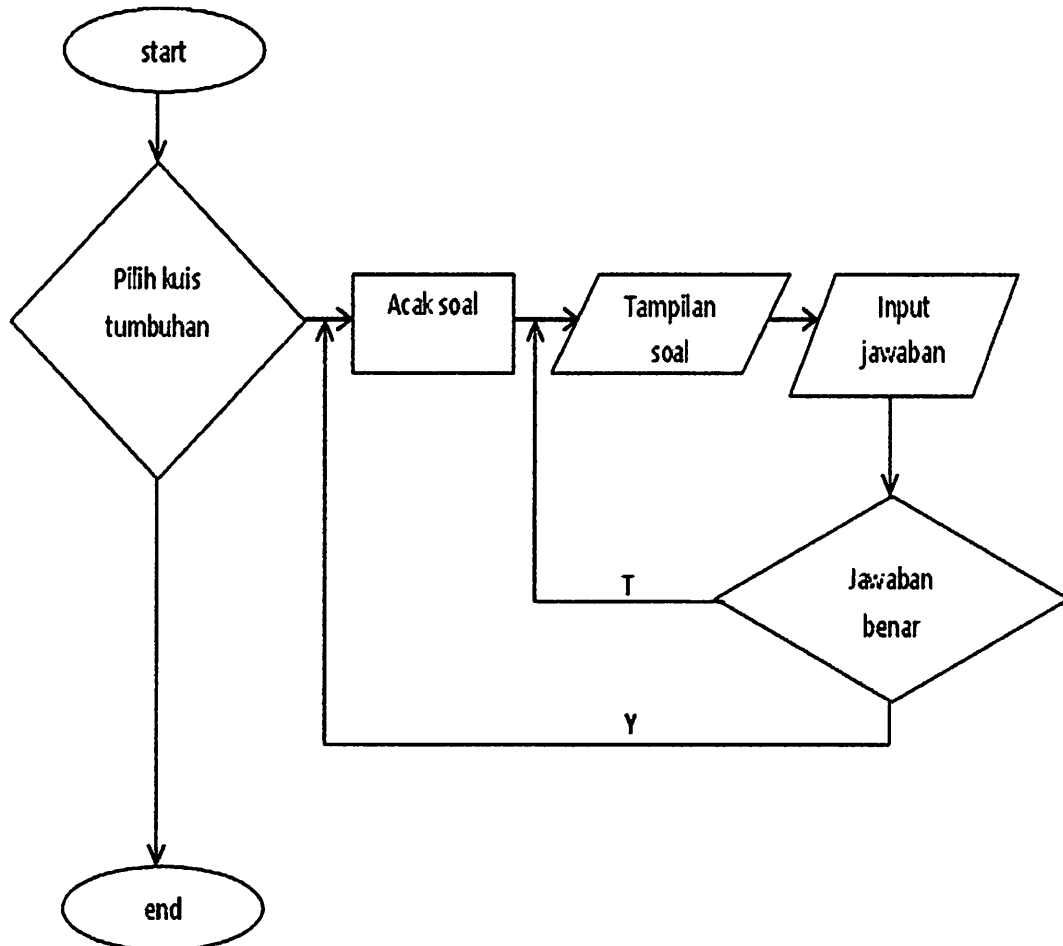 start
Pilih kuis
tumbuhan
Acak soal
Tampilan
soal
Input
jawaban
Jawaban
benar
T
Y
end